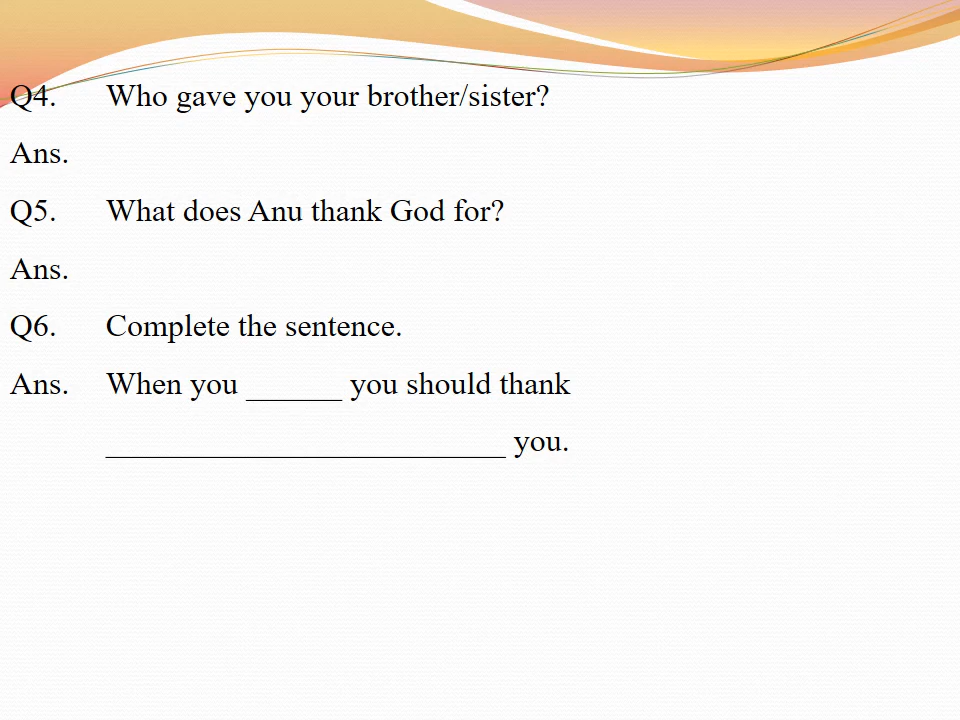 Q4. Who gave you your brother/sister?
Ans.
Q5. What does Anu thank God for?
Ans.
Q6. Complete the sentence.
Ans. When you ______ you should thank
_________________________ you.